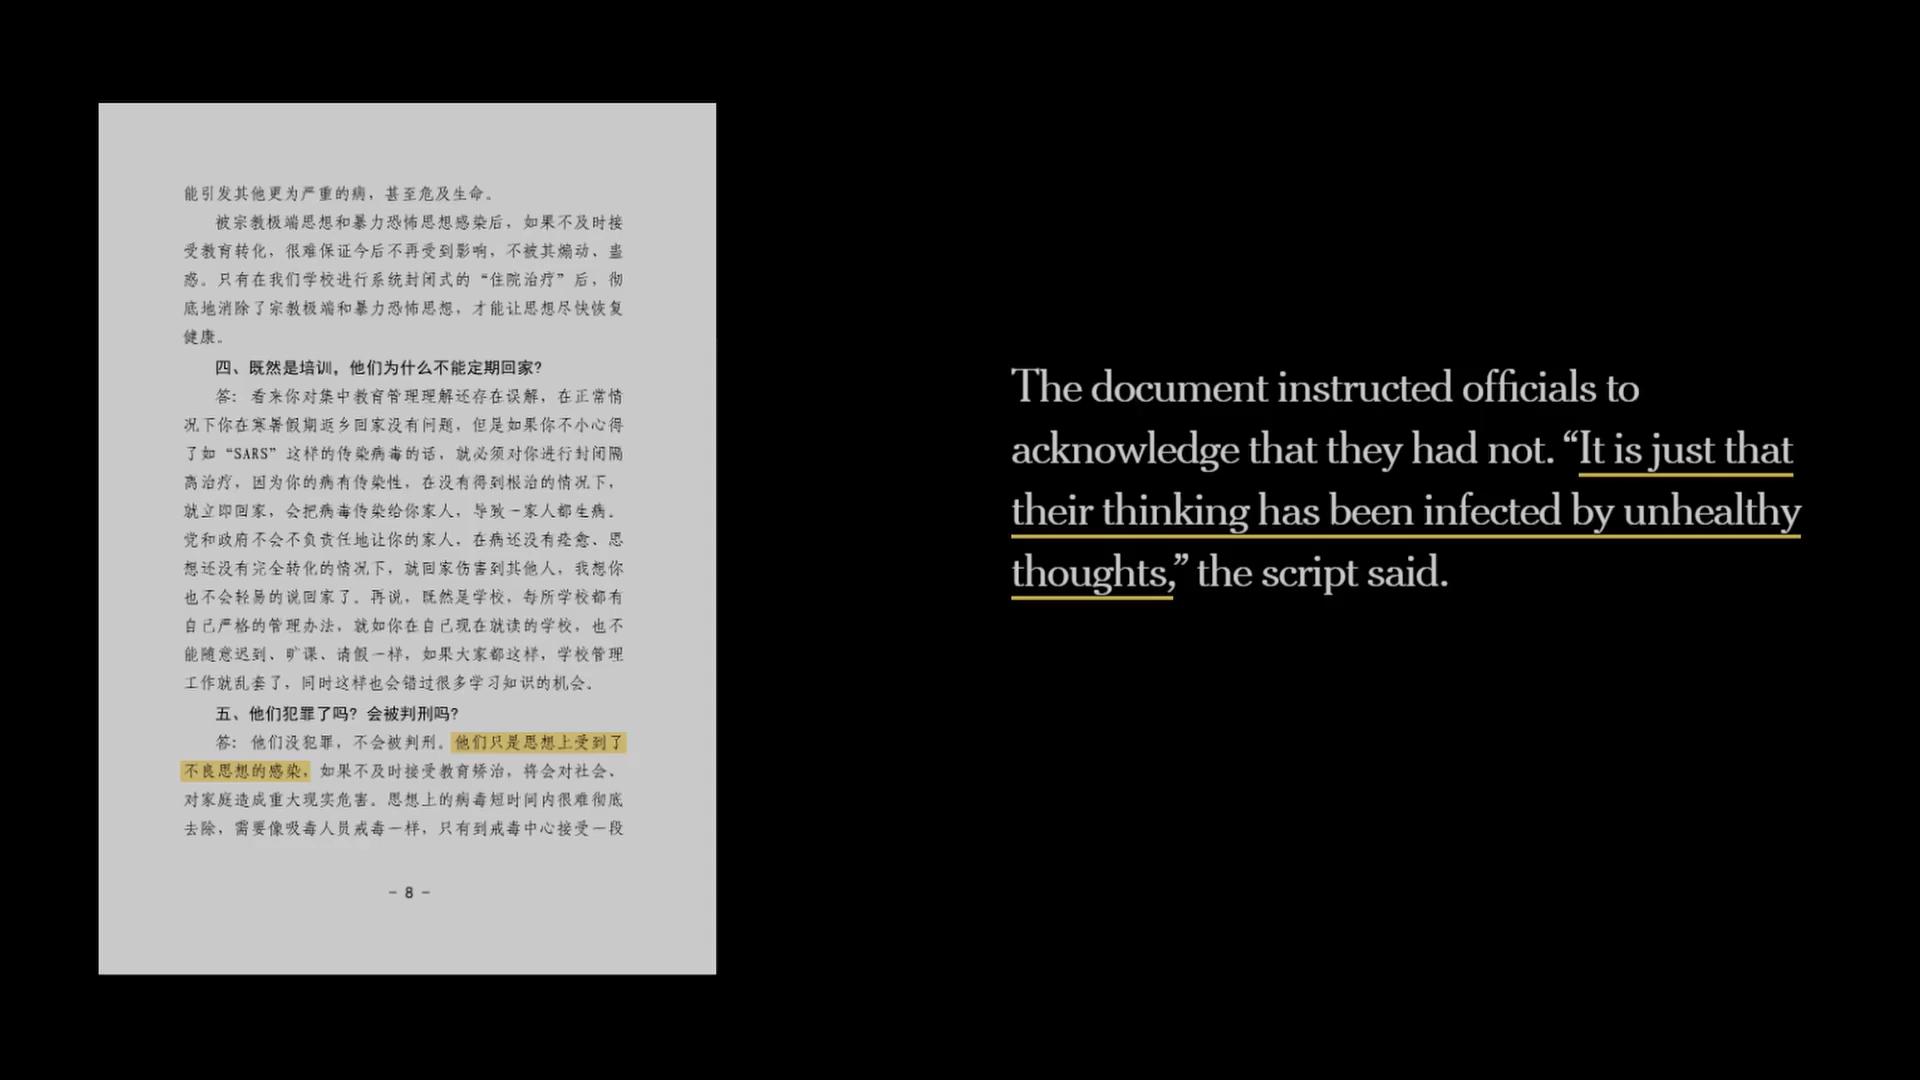 能引发其他更为严重的病，甚至危及生命。
被宗教极端思想和暴力恐怖思想感染后，如果不及时接
受教育转化，很难保证今后不再受到影响，不被其煽动、蛊
惑。只有在我们学校进行系统封闭式的“住院治疗”后，彻
底地消除了宗教极端和暴力恐怖思想，才能让思想尽快恢复
健康。
四、既然是培训，他们为什么不能定期回家？
答：看来你对集中教育管理理解还存在误解，在正常情
况下你在寒暑假期返乡回家没有问题，但是如果你不小心得
了如“SARS”这样的传染病毒的话，就必须对你进行封闭隔
离治疗，因为你的病有传染性，在没有得到根治的情况下，
就立即回家，会把病毒传染给你家人，导致一家人都生病。
党和政府不会不负责任地让你的家人，在病还没有痊愈、思
想还没有完全转化的情况下，就回家伤害到其他人，我想你
也不会轻易的说回家了。再说，既然是学校，每所学校都有
自己严格的管理办法，就如你在自己现在就读的学校，也不
能随意迟到、旷课、请假一样，如果大家都这样，学校管理
工作就乱套了，同时这样也会错过很多学习知识的机会。
五、他们犯罪了吗？会被判刑吗？
答：他们没犯罪，不会被判刑。他们只是思想上受到了
不良思想的感染，如果不及时接受教育矫治，将会对社会、
对家庭造成重大现实危害。思想上的病毒短时间内很难彻底
去除，需要像吸毒人员戒毒一样，只有到戒毒中心接受一段
- 8 -
The document instructed officials to
acknowledge that they had not. “It is just that
their thinking has been infected by unhealthy
thoughts,” the script said.